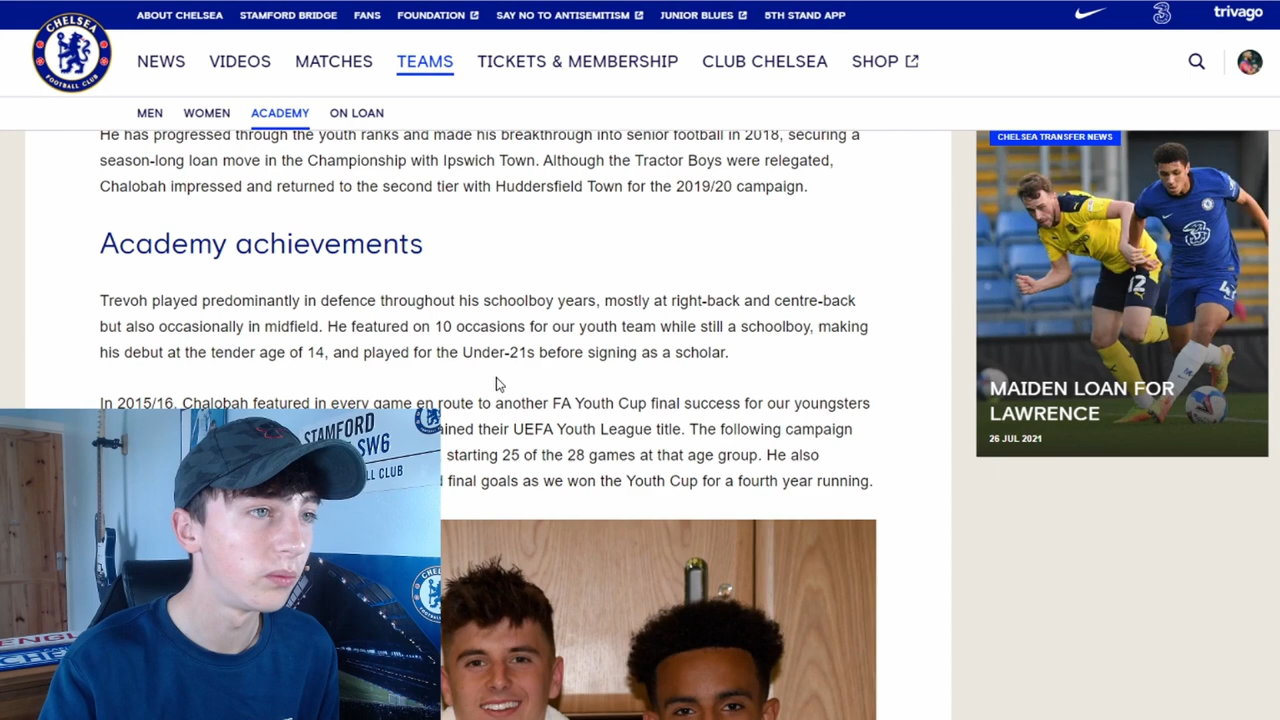 ABOUT CHELSEA STAMFORD BRIDGE FANS FOUNDATION SAY NO TO ANTISEMITISM JUNIOR BLUES 5TH STAND APP
3 trivago
CHELSEA
FOOTBALL CLUB
NEWS VIDEOS MATCHES TEAMS TICKETS & MEMBERSHIP CLUB CHELSEA SHOP
MEN WOMEN ACADEMY ON LOAN
He has progressed through the youth ranks and made his breakthrough into senior football in 2018, securing a
season-long loan move in the Championship with Ipswich Town. Although the Tractor Boys were relegated,
Chalobah impressed and returned to the second tier with Huddersfield Town for the 2019/20 campaign.
Academy achievements
Trevoh played predominantly in defence throughout his schoolboy years, mostly at right-back and centre-back
but also occasionally in midfield. He featured on 10 occasions for our youth team while still a schoolboy, making
his debut at the tender age of 14, and played for the Under-21s before signing as a scholar.
In 2015/16, Chalobah featured in every game en route to another FA Youth Cup final success for our youngsters
ined their UEFA Youth League title. The following campaign
starting 25 of the 28 games at that age group. He also
final goals as we won the Youth Cup for a fourth year running.
CHELSEA TRANSFER NEWS
12
3
MAIDEN LOAN FOR
LAWRENCE
26 JUL 2021
STAMFORD
SW6
LL CLUB
ENGL
CHE